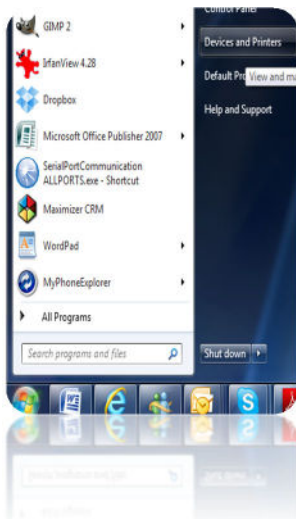 Control Panel
GIMP 2
Devices and Printers
IrfanView 4.28
Default Pro
View and ma
Dropbox
Help and Support
Microsoft Office Publisher 2007
SerialPortCommunication
ALLPORTS.exe - Shortcut
Maximizer CRM
WordPad
MyPhoneExplorer
All Programs
Search programs and files
Shut down